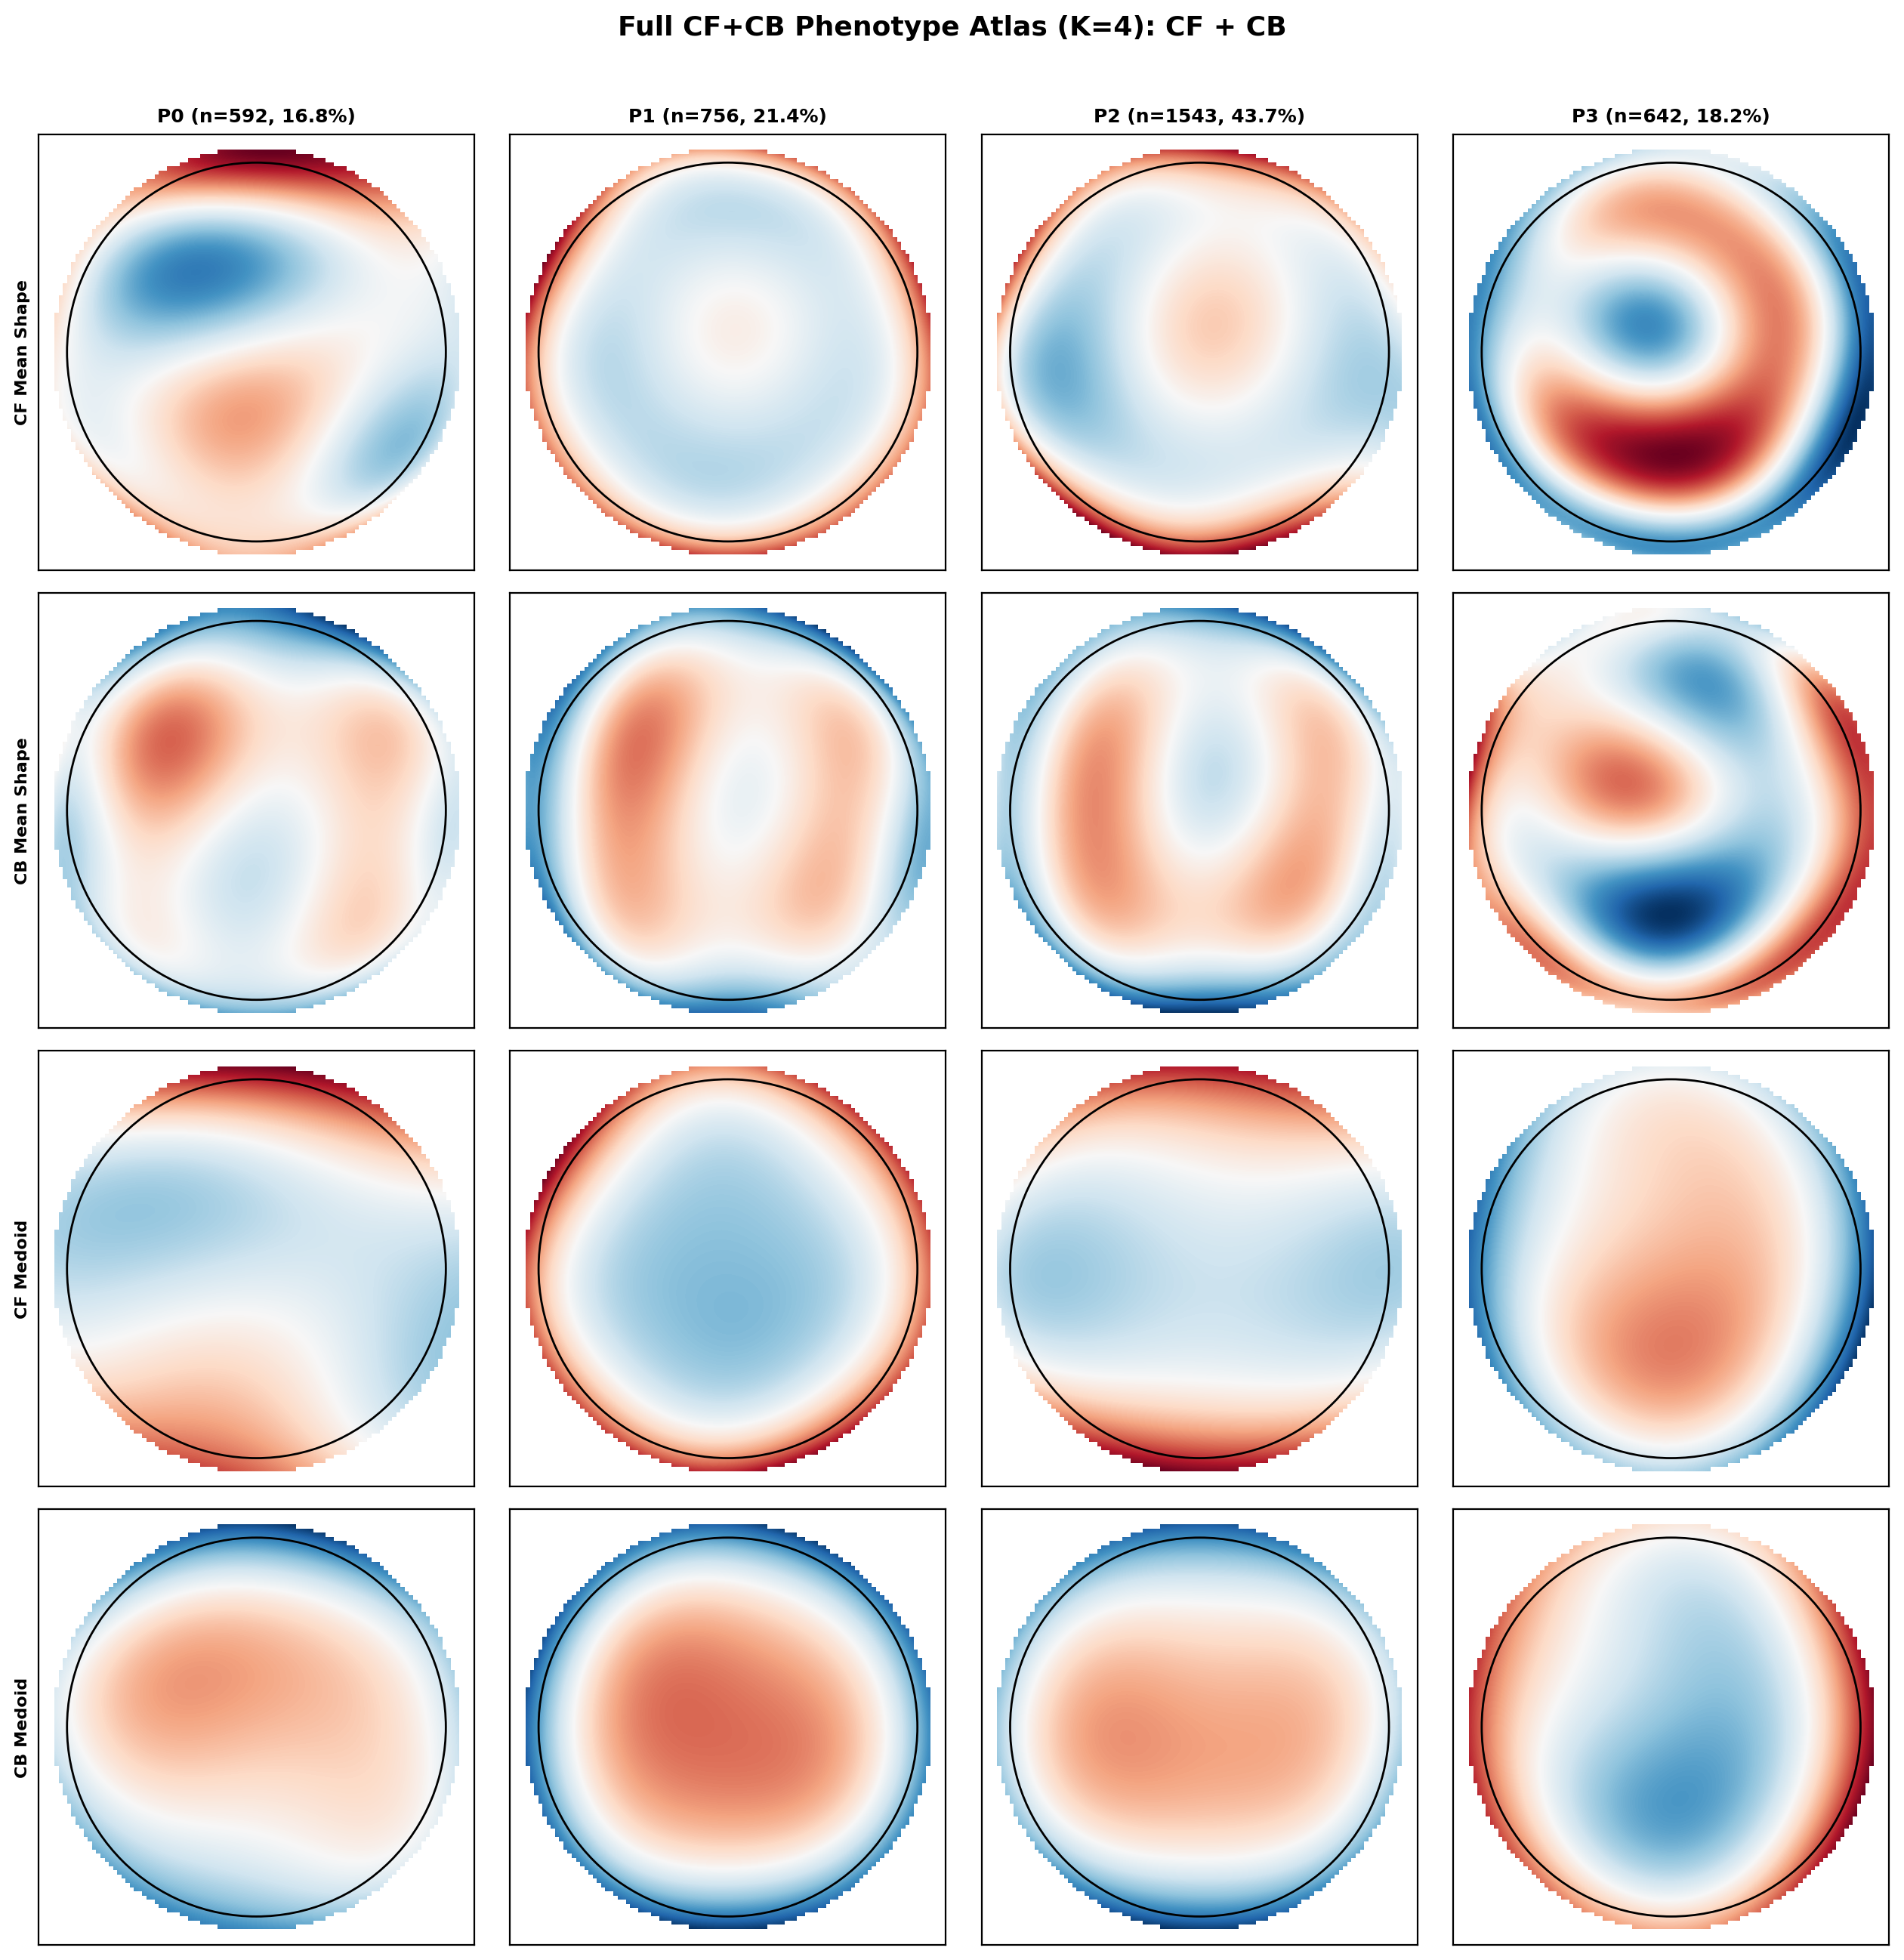 Full CF+CB Phenotype Atlas (K=4): CF + CB
P0 (n=592, 16.8%)
P1 (n=756, 21.4%)
P2 (n=1543, 43.7%)
P3 (n=642, 18.2%)
CF Mean Shape
CB Mean Shape
CF Medoid
CB Medoid